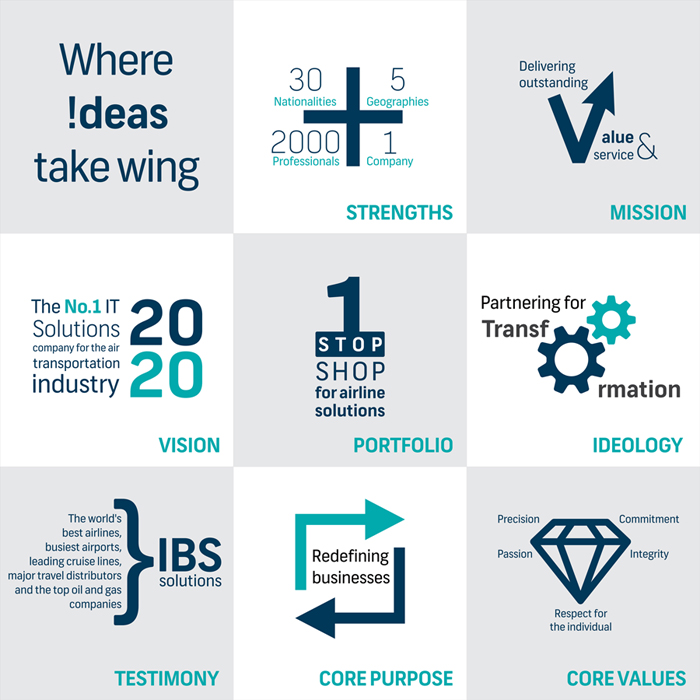 Where
!deas
take wing
30
Nationalities
5
Geographies
2000
Professionals
1
Company
STRENGTHS
Delivering
outstanding
Value &
service
MISSION
The No.1 IT
Solutions
company for the air
transportation
industry
20
20
VISION
1
STOP
SHOP
for airline
solutions
PORTFOLIO
Partnering for
Transf
rmation
IDEOLOGY
The world's
best airlines,
busiest airports,
leading cruise lines,
major travel distributors
and the top oil and gas
companies
IBS
solutions
TESTIMONY
Redefining
businesses
CORE PURPOSE
Precision
Commitment
Passion
Integrity
Respect for
the individual
CORE VALUES